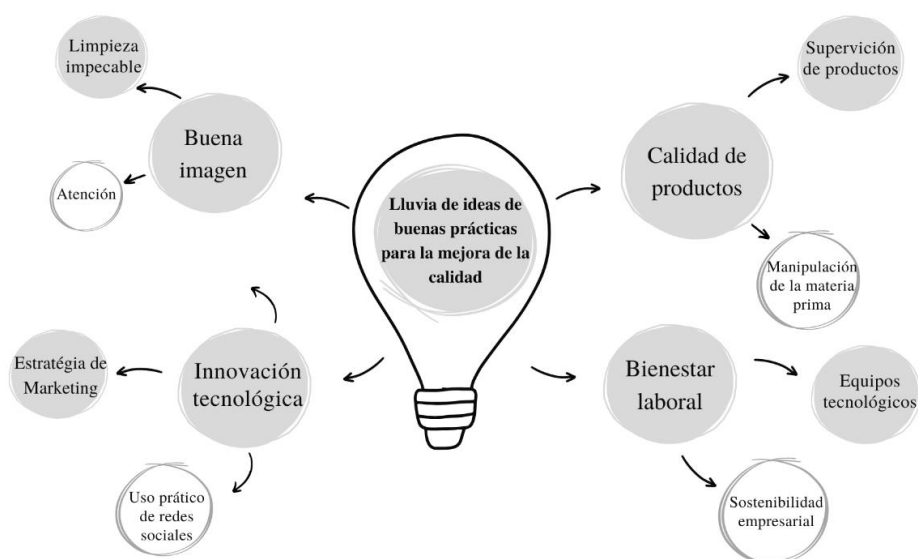 Limpieza
impecable
Buena
imagen
Atención
Lluvia de ideas de
buenas prácticas
para la mejora de la
calidad
Supervición
de productos
Calidad de
productos
Manipulación
de la materia
prima
Estratégia de
Marketing
Innovación
tecnológica
Uso prático
de redes
sociales
Bienestar
laboral
Equipos
tecnológicos
Sostenibilidad
empresarial